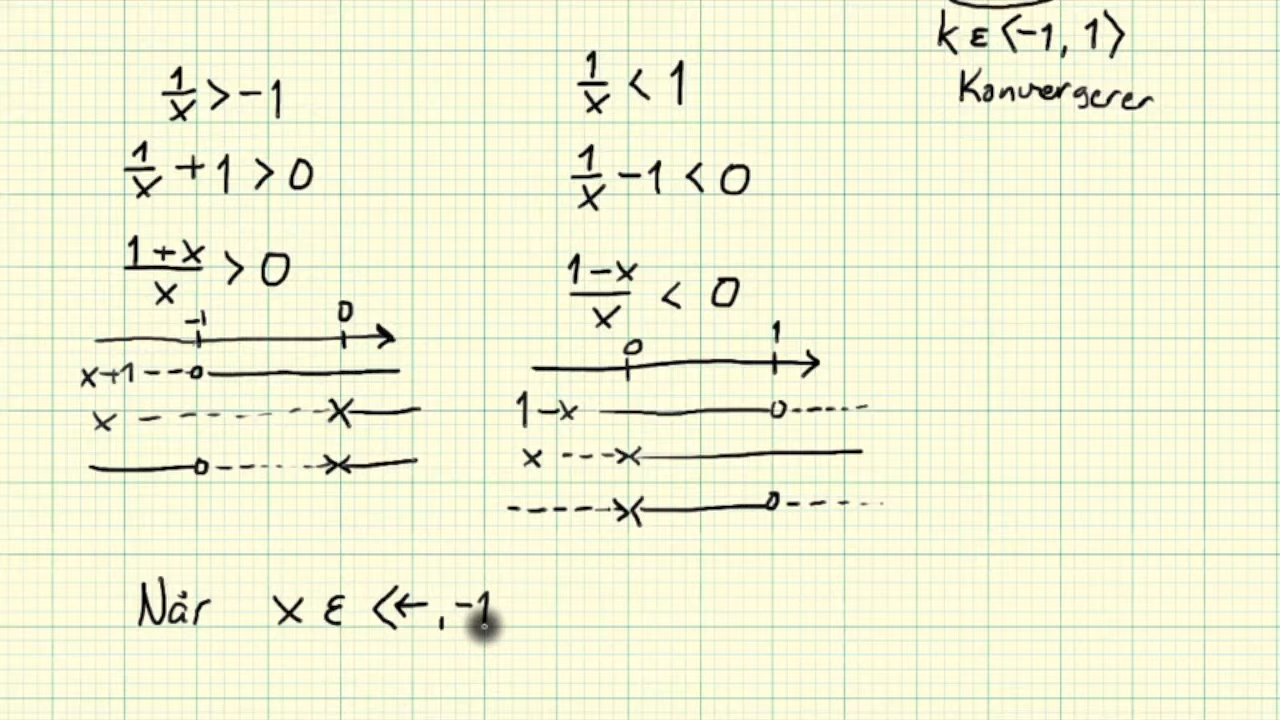 k ε ⟨-1, 1⟩
Konvergerer
1/x > -1
1/x + 1 > 0
1+x/x > 0
-1 0
x+1
x
1/x < 1
1/x - 1 < 0
1-x/x < 0
0 1
1-x
x
Når x ε ⟨←, -1